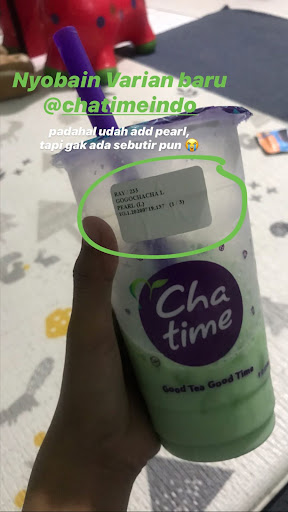 Nyobain Varian baru
@chatimeindo
padahal udah add pearl,
tapi gak ada sebutir pun 😭
GOGOCHACHA L
PEARL (L)
Cha
time
Good Tea Good Time